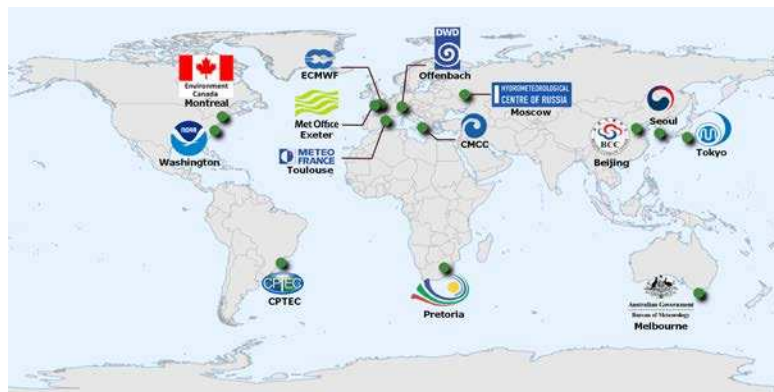 Environment
Canada
Montreal
noaa
Washington
ECMWF
Met Office
Exeter
METEO
FRANCE
Toulouse
DWD
Offenbach
HYDROMETEOROLOGICAL
CENTRE OF RUSSIA
Moscow
CMCC
Seoul
BCC
Beijing
Tokyo
CPTEC
CPTEC
Pretoria
Australian Government
Bureau of Meteorology
Melbourne